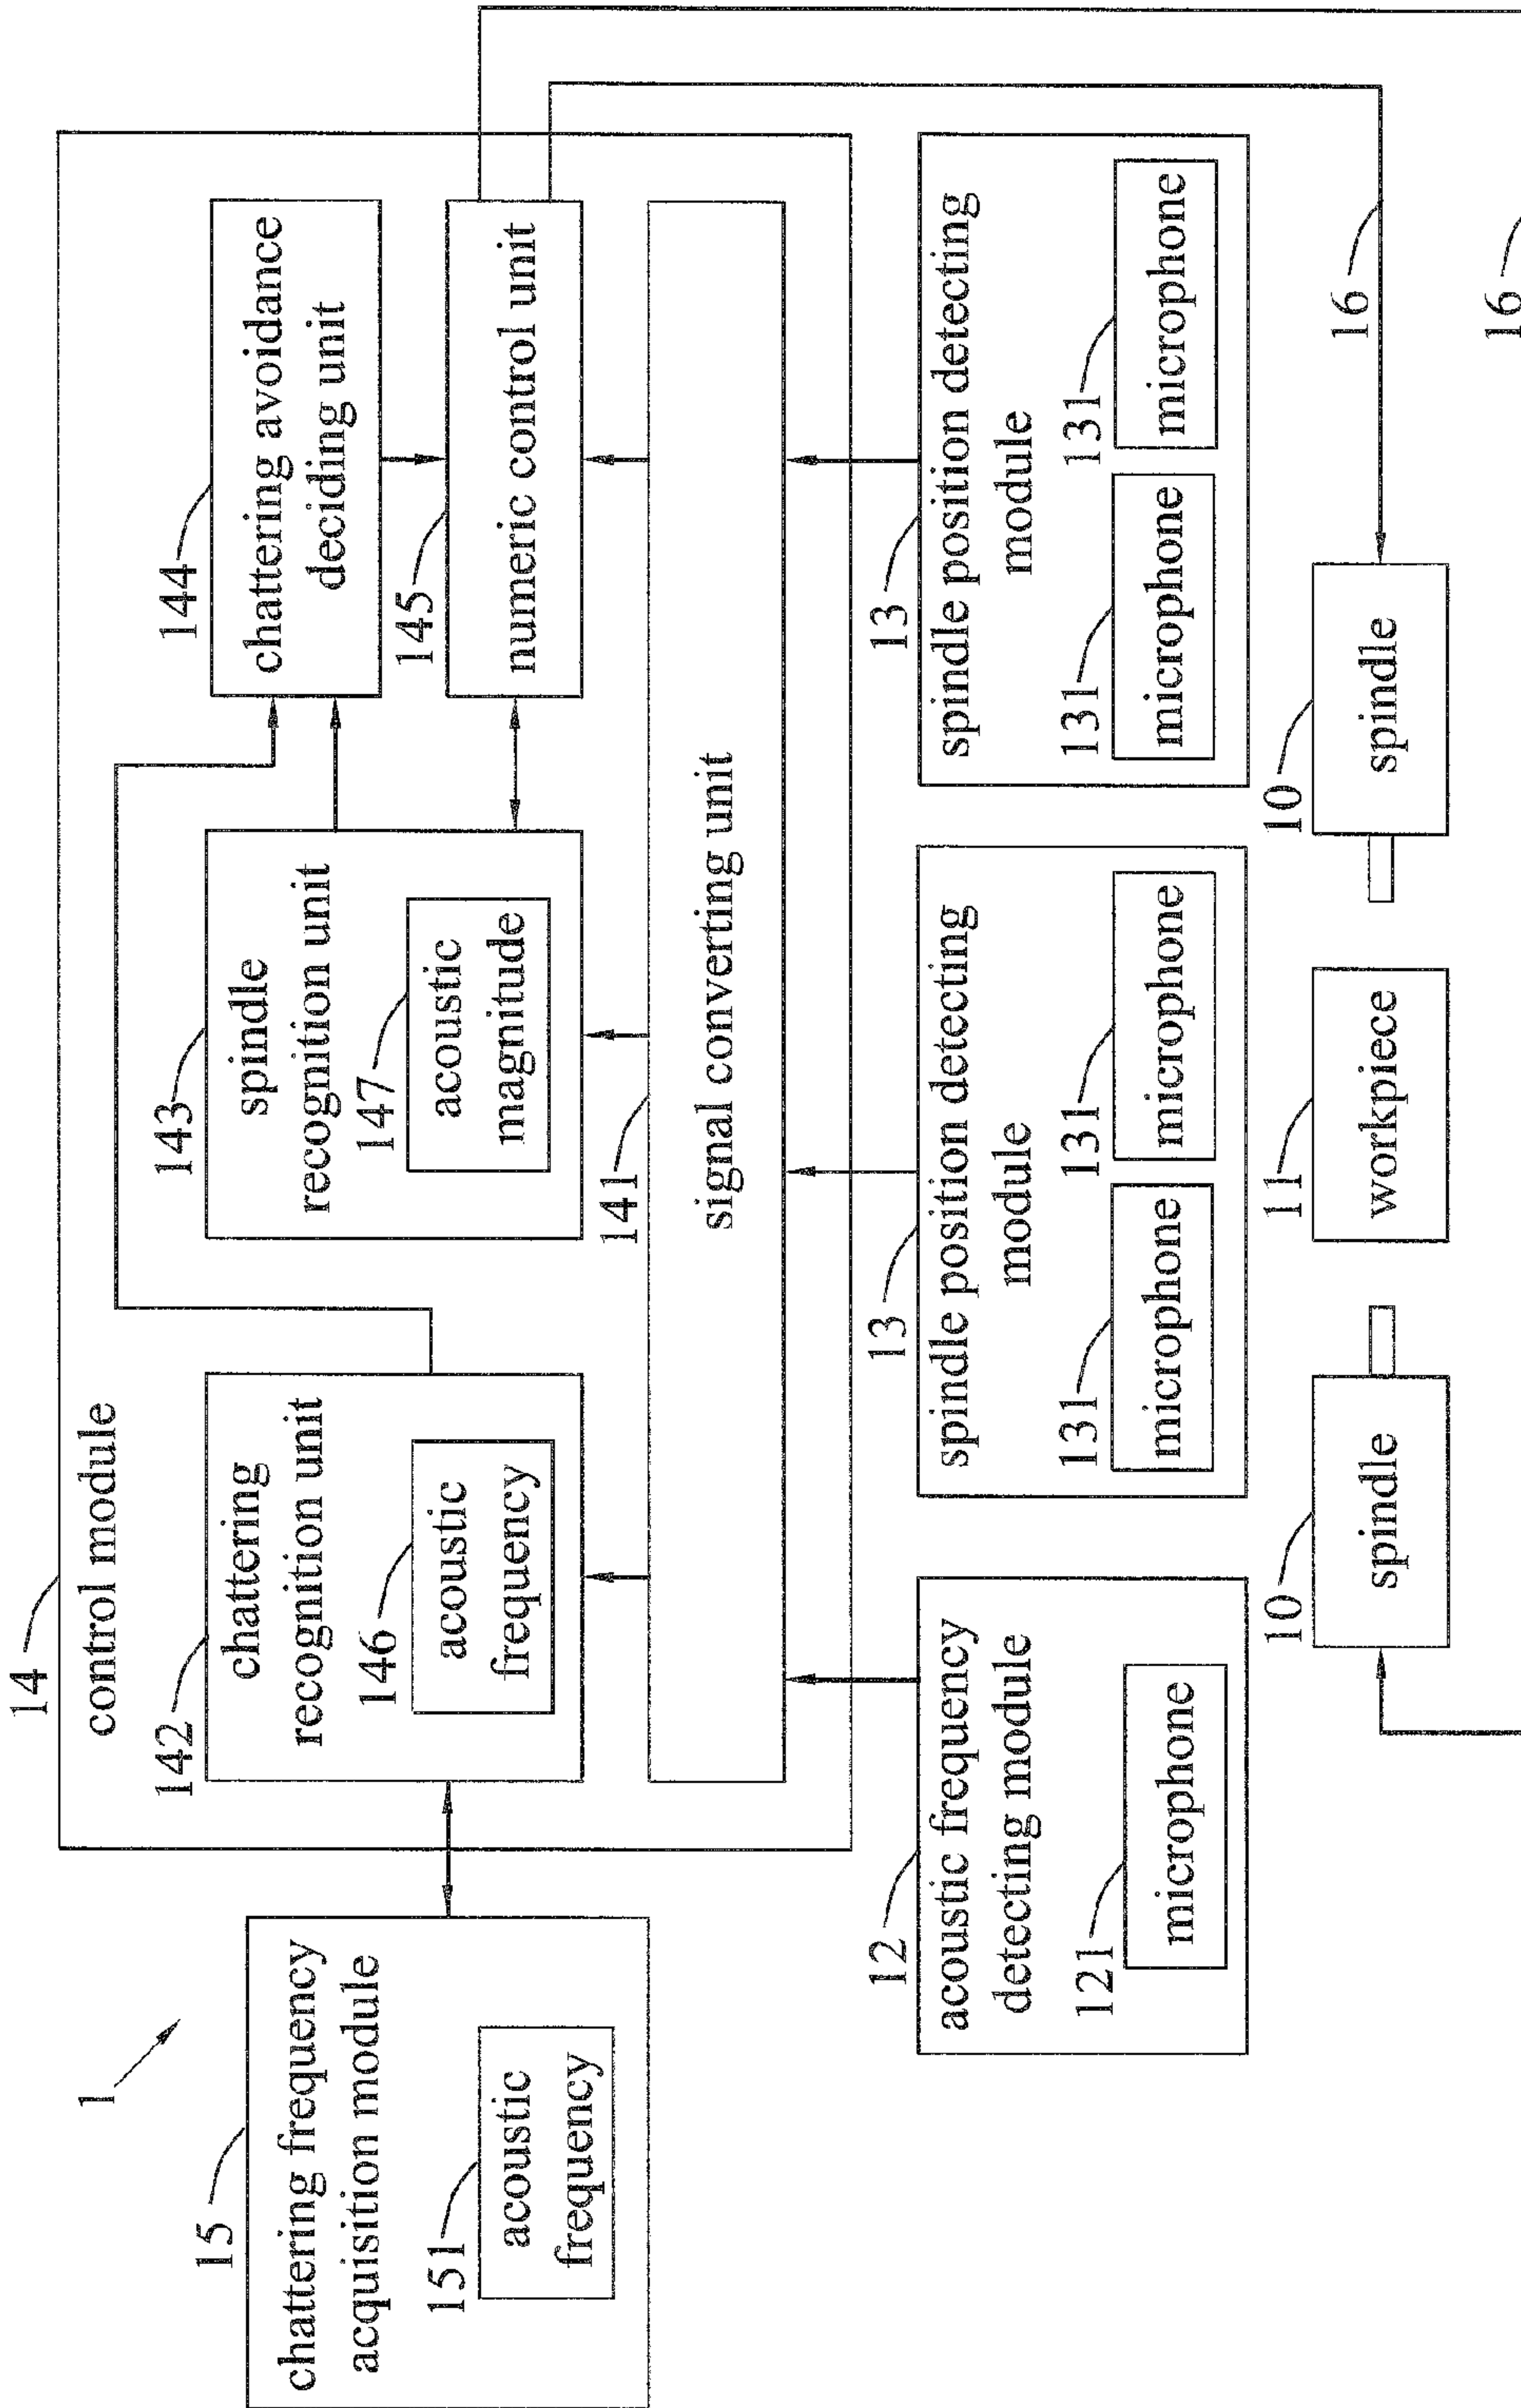 1
15
chattering frequency
acquisition module
151
acoustic
frequency
14
control module
142
chattering
recognition unit
146
acoustic
frequency
143
spindle
recognition unit
147
acoustic
magnitude
144
chattering avoidance
deciding unit
145
numeric control unit
141
signal converting unit
12
acoustic frequency
detecting module
121
microphone
13
spindle position detecting
module
131
microphone
131
microphone
13
spindle position detecting
module
131
microphone
131
microphone
10
spindle
11
workpiece
10
spindle
16
16